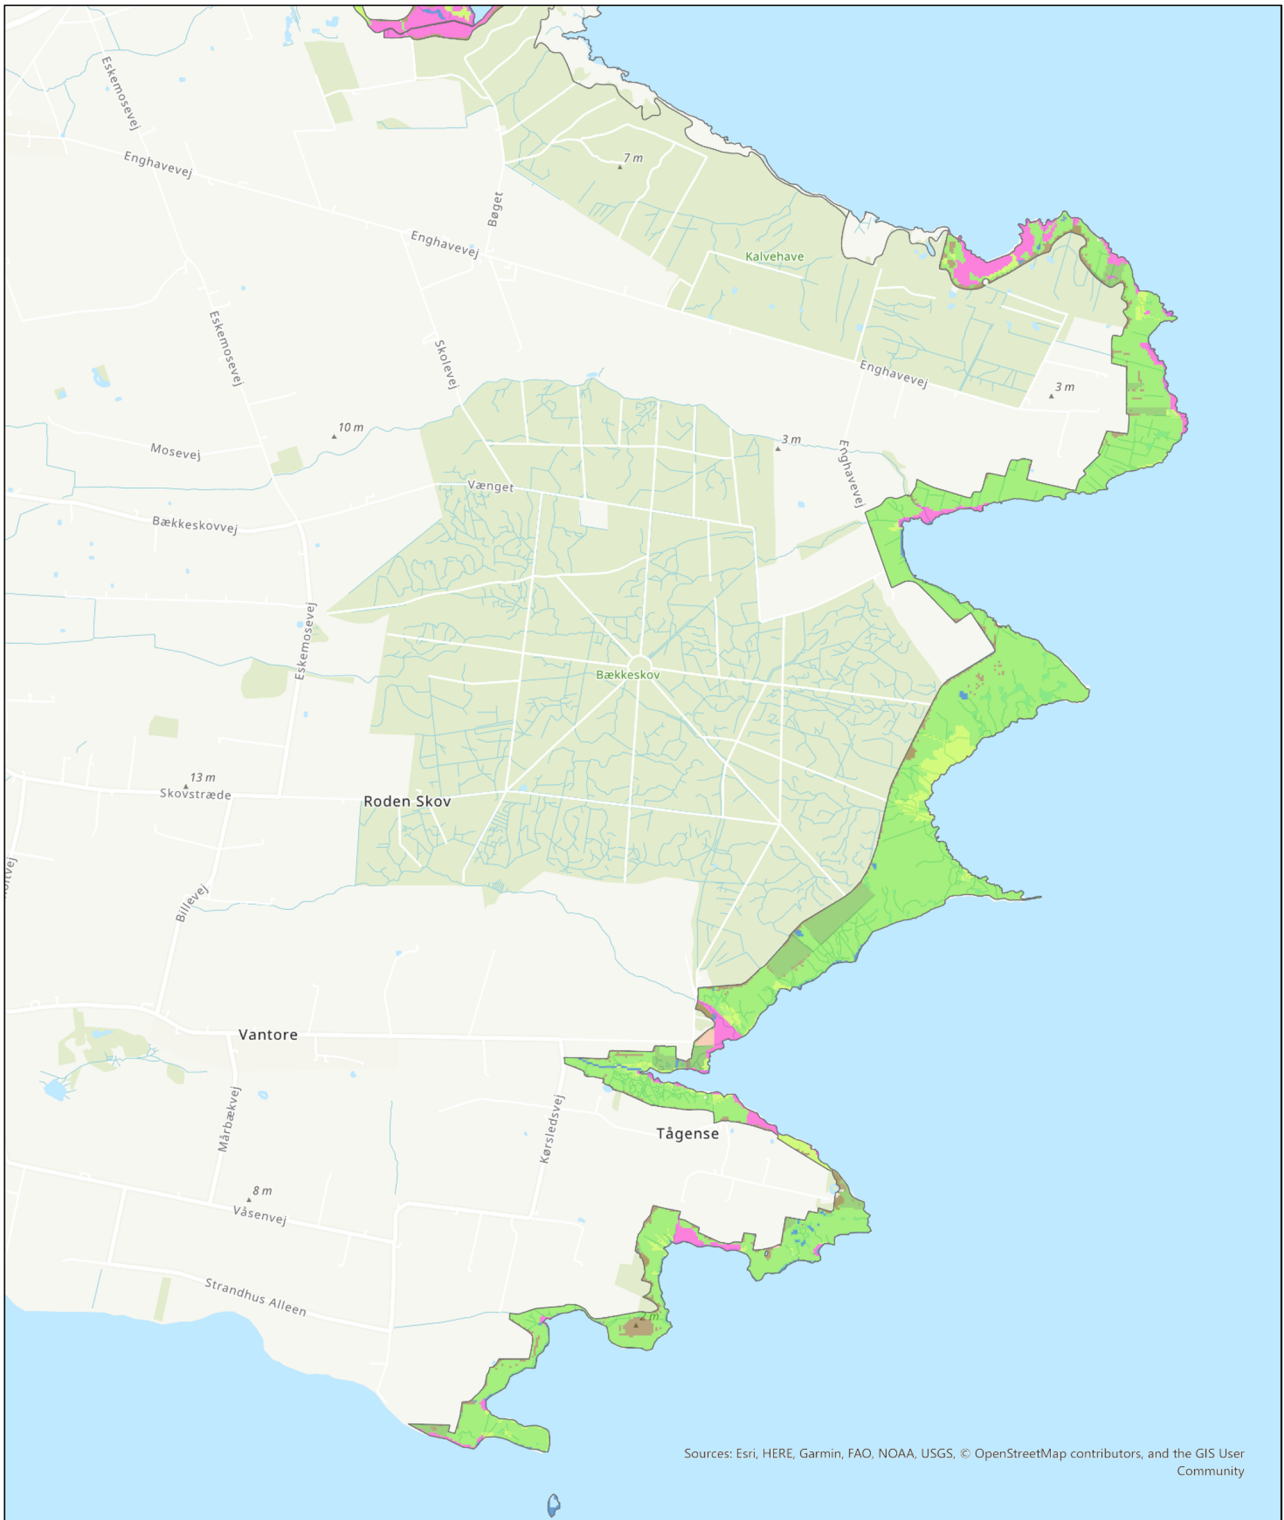 Eskemosevej
Enghavevej
7 m
Bøget
Enghavevej
Kalvehave
Eskemosevej
Skolevej
Enghavevej
3 m
10 m
3 m
Mosevej
Enghavevej
Vænget
Bækkeskovvej
Eskemosevej
Bækkeskov
13 m
Skovstræde
Roden Skov
Billevej
Vantore
Mårbækvej
Kørsledsvej
Tågense
8 m
Våsenvej
Strandhus Alleen
m
Sources: Esri, HERE, Garmin, FAO, NOAA, USGS, © OpenStreetMap contributors, and the GIS User
Community